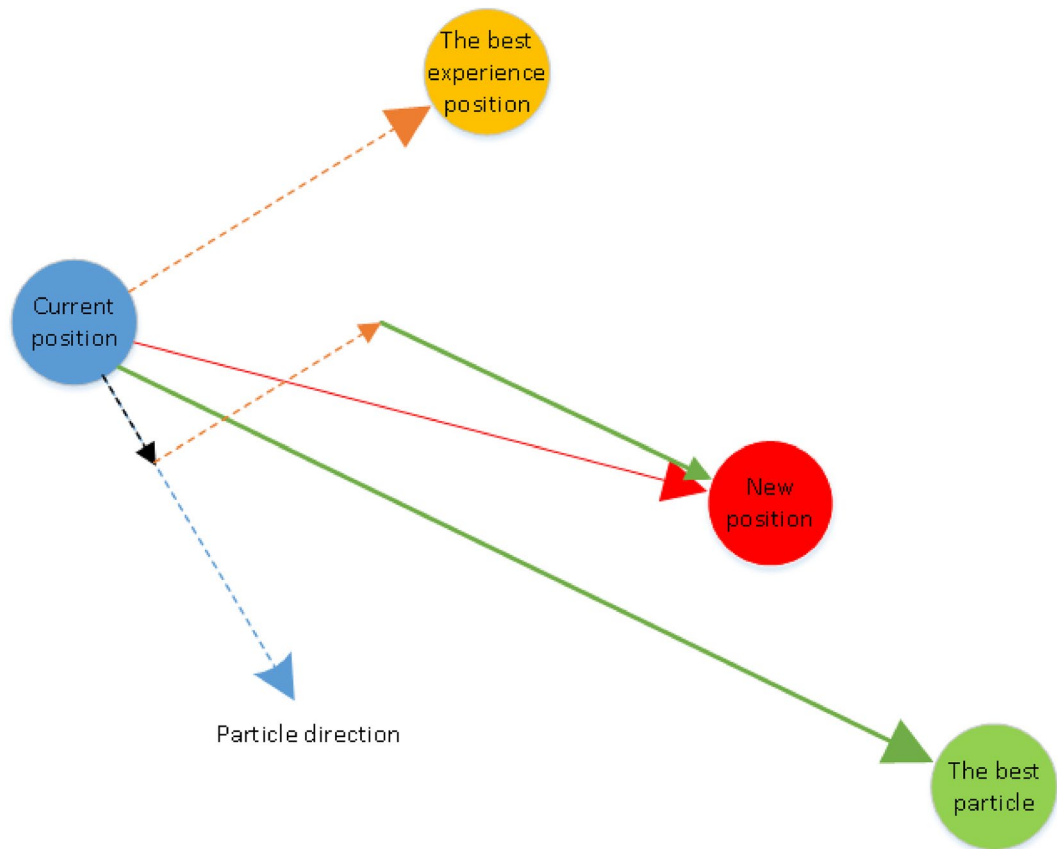 The best
experience
position
Current
position
New
position
Particle direction
The best
particle